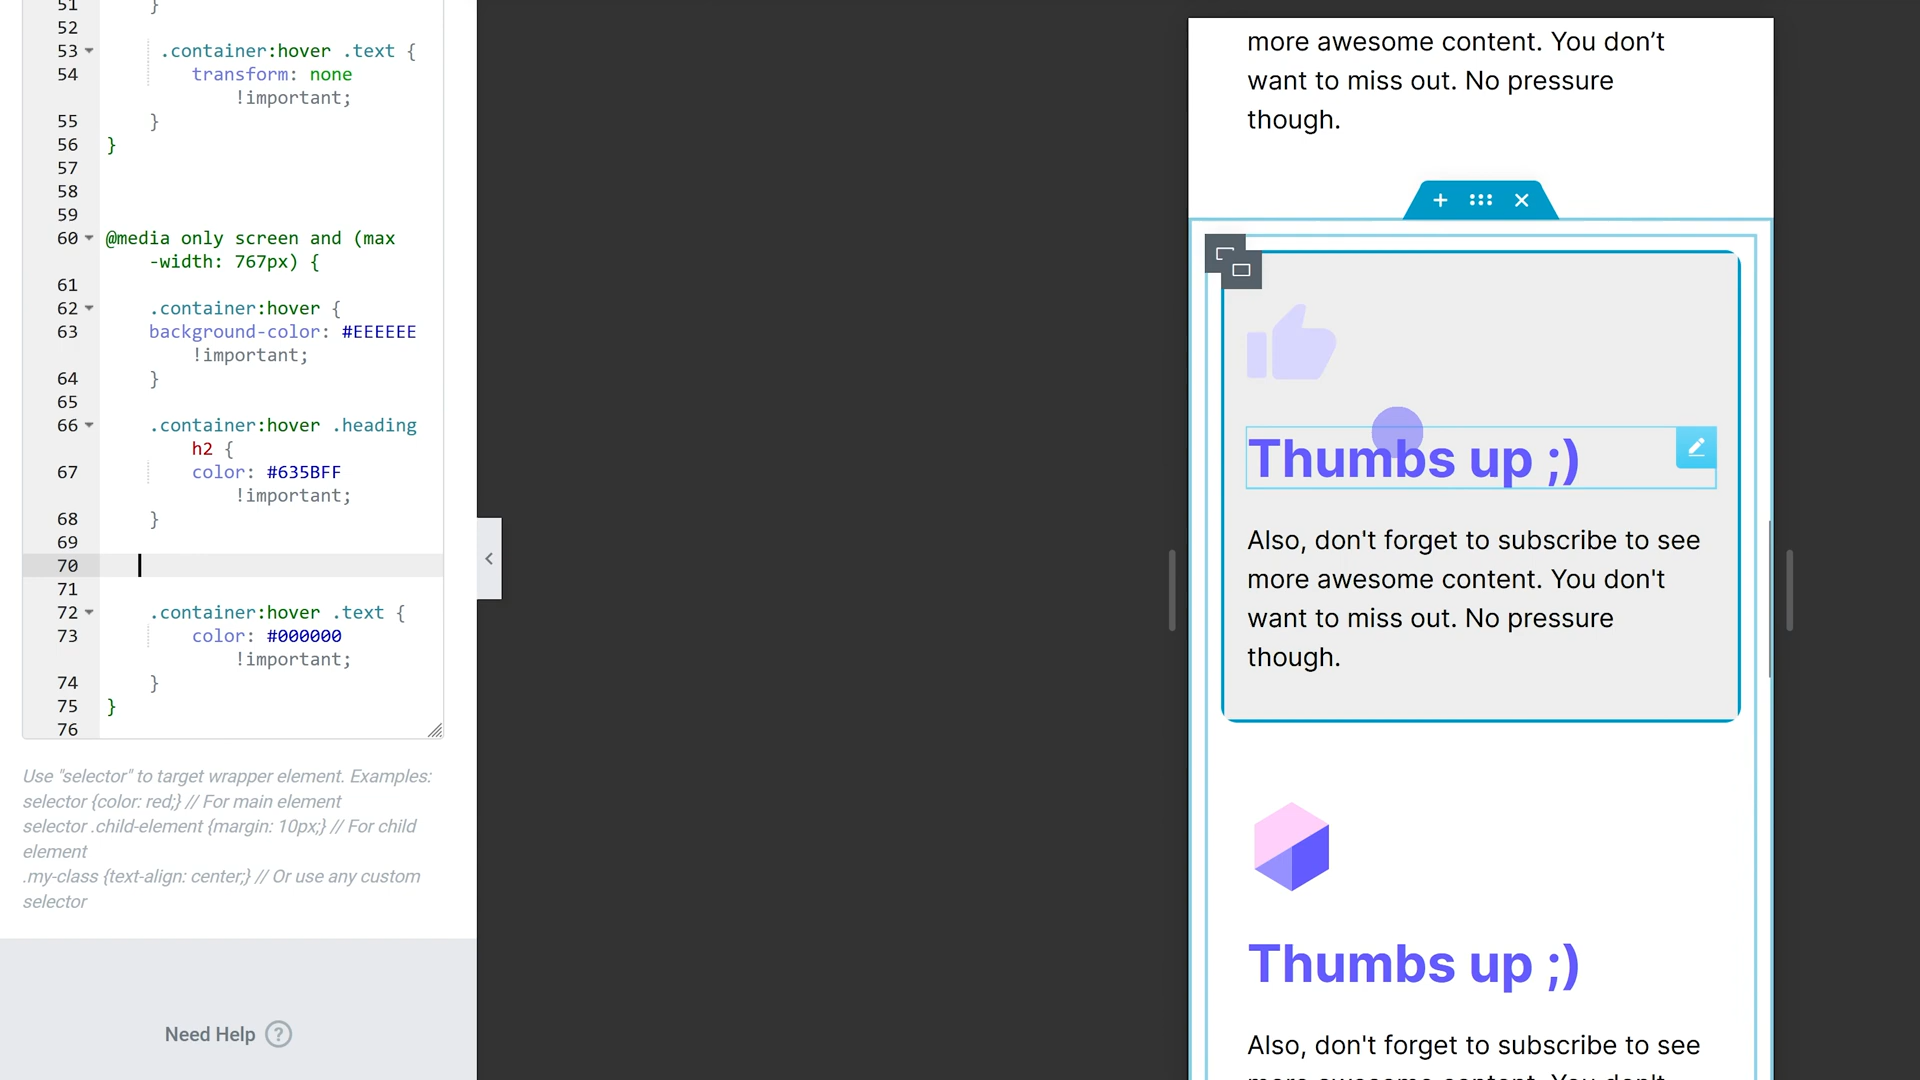 51 }
52
53 .container:hover .text {
54 transform: none
!important;
55 }
56 }
57
58
59
60 @media only screen and (max
-width: 767px) {
61
62 .container:hover {
63 background-color: #EEEEEE
!important;
64 }
65
66 .container:hover .heading
h2 {
67 color: #635BFF
!important;
68 }
69
70
71
72 .container:hover .text {
73 color: #000000
!important;
74 }
75 }
76
Use "selector" to target wrapper element. Examples:
selector {color: red;} // For main element
selector .child-element {margin: 10px;} // For child
element
.my-class {text-align: center;} // Or use any custom
selector
Need Help ?
more awesome content. You don’t
want to miss out. No pressure
though.
Thumbs up ;)
Also, don't forget to subscribe to see
more awesome content. You don't
want to miss out. No pressure
though.
Thumbs up ;)
Also, don't forget to subscribe to see
more awesome content. You don't